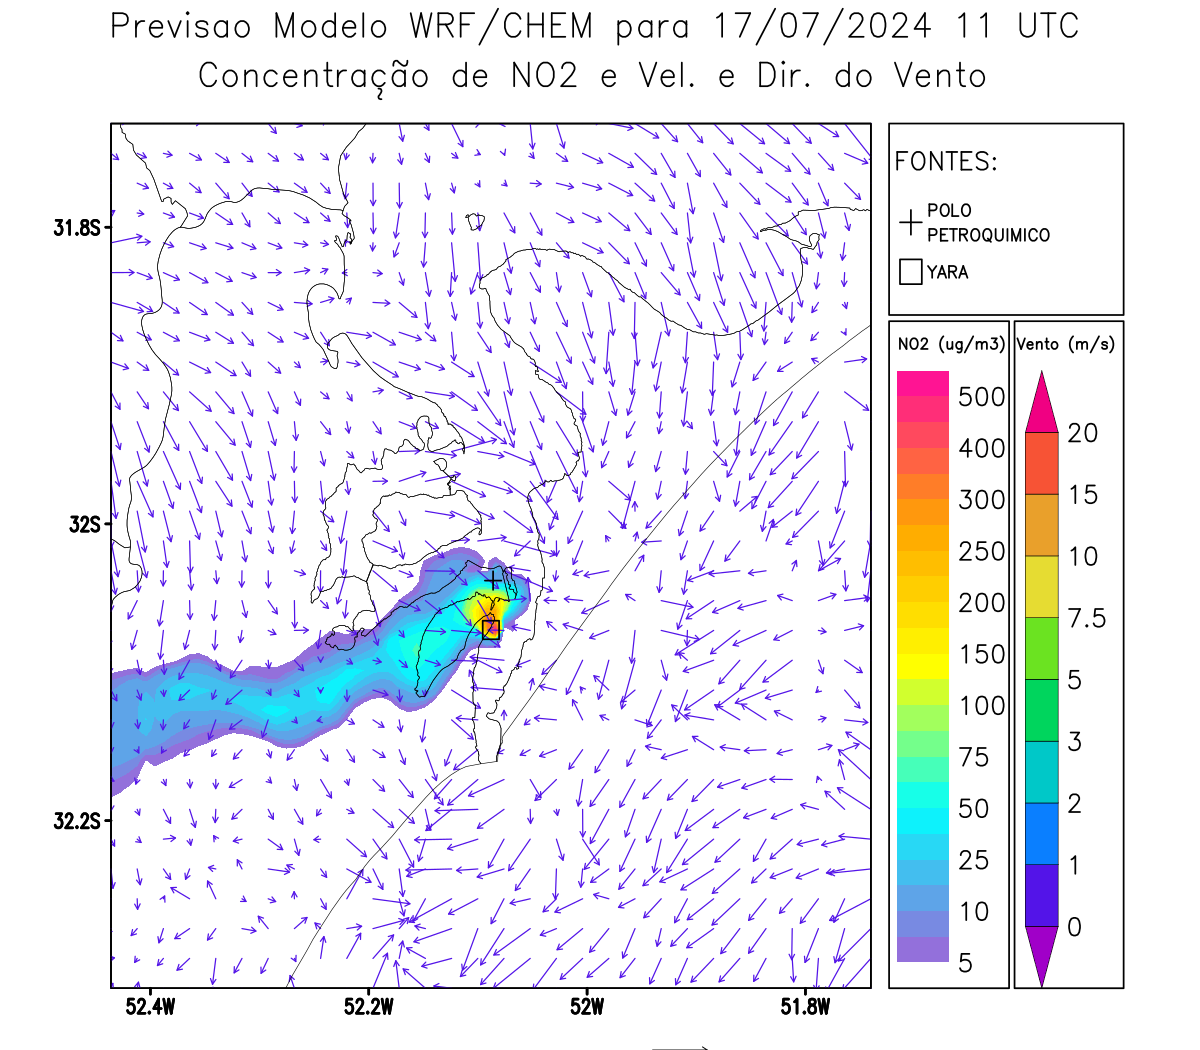 Previsao Modelo WRF/CHEM para 17/07/2024 11 UTC
Concentração de NO2 e Vel. e Dir. do Vento
FONTES:
POLO
PETROQUIMICO
YARA
NO2 (ug/m3)
500
400
300
250
200
150
100
75
50
25
10
5
Vento (m/s)
20
15
10
7.5
5
3
2
1
0
31.8S
32S
32.2S
52.4W
52.2W
52W
51.8W